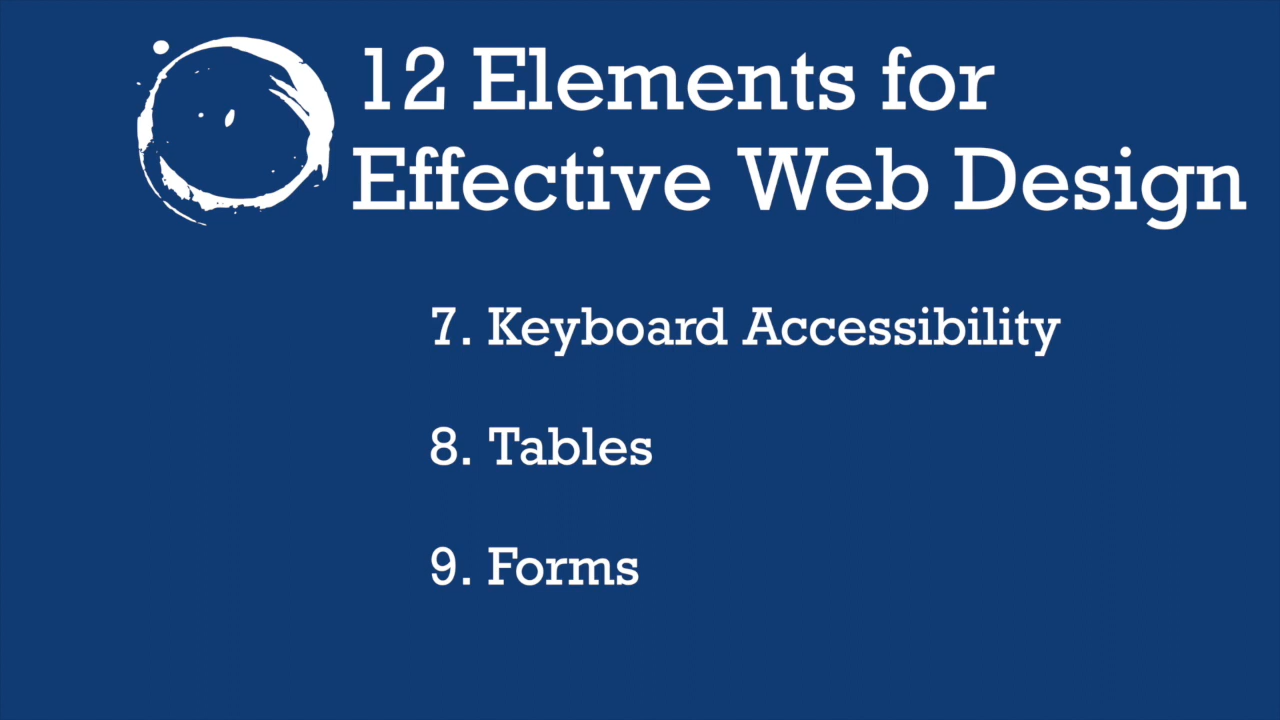 12 Elements for
Effective Web Design
7. Keyboard Accessibility
8. Tables
9. Forms